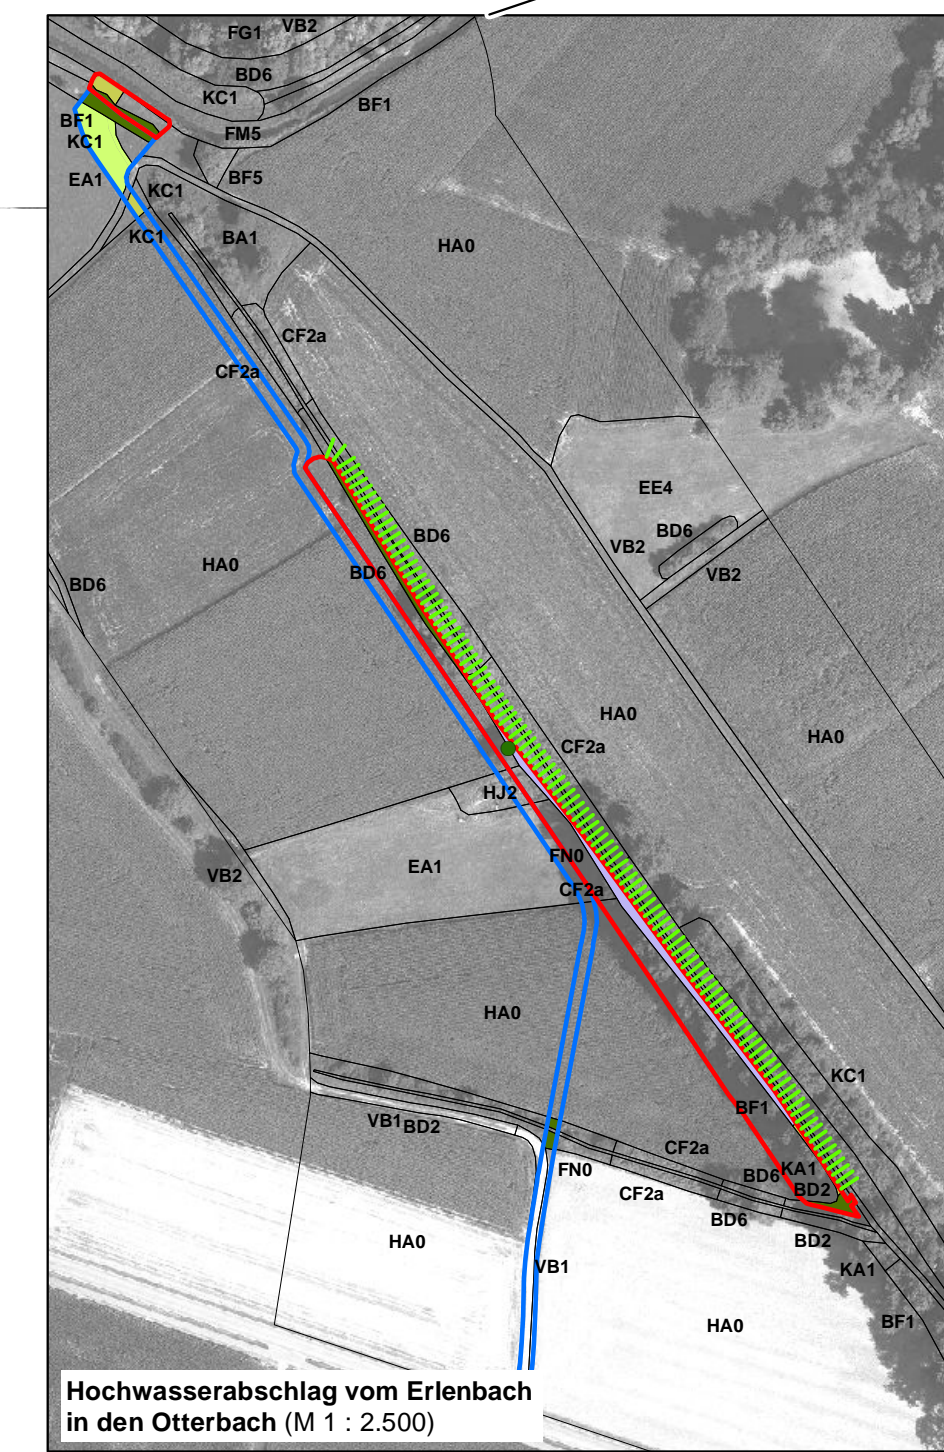 FG1
VB2
BD6
KC1
BF1
FM5
BF1
KC1
BF5
EA1
KC1
BA1
KC1
HA0
CF2a
CF2a
EE4
BD6
BD6
VB2
HA0
BD6
VB2
BD6
HA0
HA0
CF2a
HJ2
FN0
EA1
VB2
CF2a
HA0
KC1
BF1
VB1
BD2
CF2a
KA1
FN0
BD6
CF2a
BD2
BD6
BD2
HA0
VB1
KA1
HA0
BF1
Hochwasserabschlag vom Erlenbach
in den Otterbach (M 1 : 2.500)